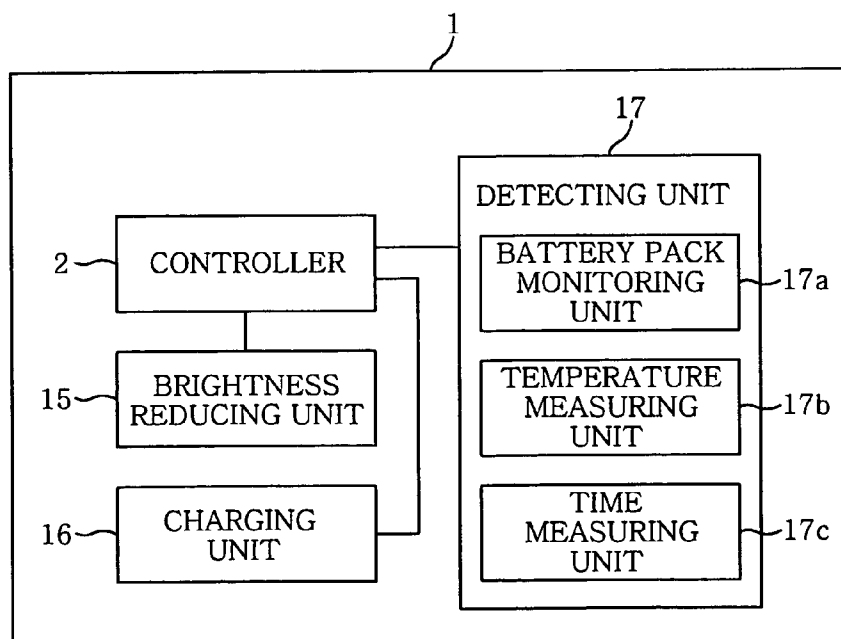 1
17
DETECTING UNIT
2
CONTROLLER
BATTERY PACK
MONITORING
UNIT
17a
15
BRIGHTNESS
REDUCING UNIT
TEMPERATURE
MEASURING
UNIT
17b
16
CHARGING
UNIT
TIME
MEASURING
UNIT
17c